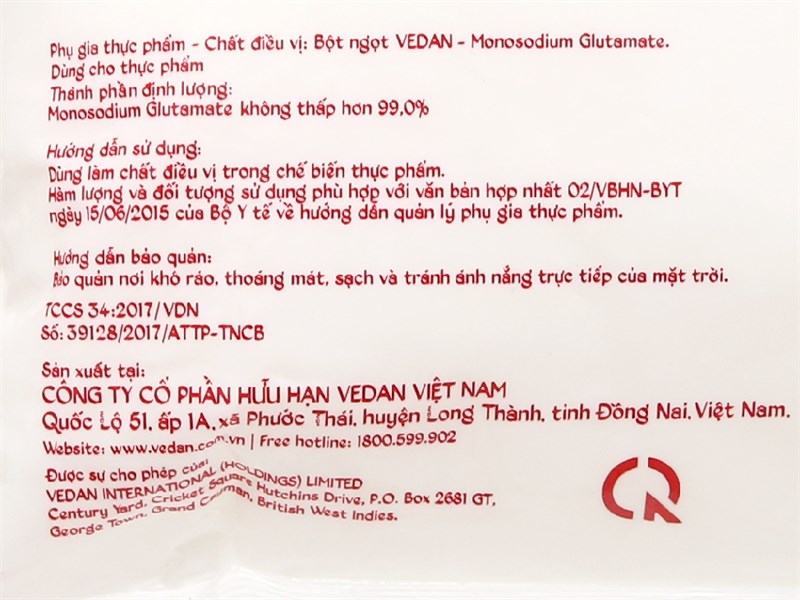 Phụ gia thực phẩm - Chất điều vị: Bột ngọt VEDAN - Monosodium Glutamate.
Dùng cho thực phẩm
Thành phần định lượng:
Monosodium Glutamate không thấp hơn 99,0%
Hướng dẫn sử dụng:
Dùng làm chất điều vị trong chế biến thực phẩm.
Hàm lượng và đối tượng sử dụng phù hợp với văn bản hợp nhất 02/VBHN-BYT
ngày 15/06/2015 của Bộ Y tế về hướng dẫn quản lý phụ gia thực phẩm.
Hướng dẫn bảo quản:
Bảo quản nơi khô ráo, thoáng mát, sạch và tránh ánh nắng trực tiếp của mặt trời.
TCCS 34:2017/VDN
Số: 39128/2017/ATTP-TNCB
Sản xuất tại:
CÔNG TY CỔ PHẦN HỮU HẠN VEDAN VIỆT NAM
Quốc Lộ 51, ấp 1A, xã Phước Thái, huyện Long Thành, tỉnh Đồng Nai, Việt Nam.
Website: www.vedan.com.vn | Free hotline: 1800.599.902
Được sự cho phép của:
VEDAN INTERNATIONAL (HOLDINGS) LIMITED
Century Yard, Cricket Square Hutchins Drive, P.O. Box 2681 GT,
George Town, Grand Cayman, British West Indies.
CR